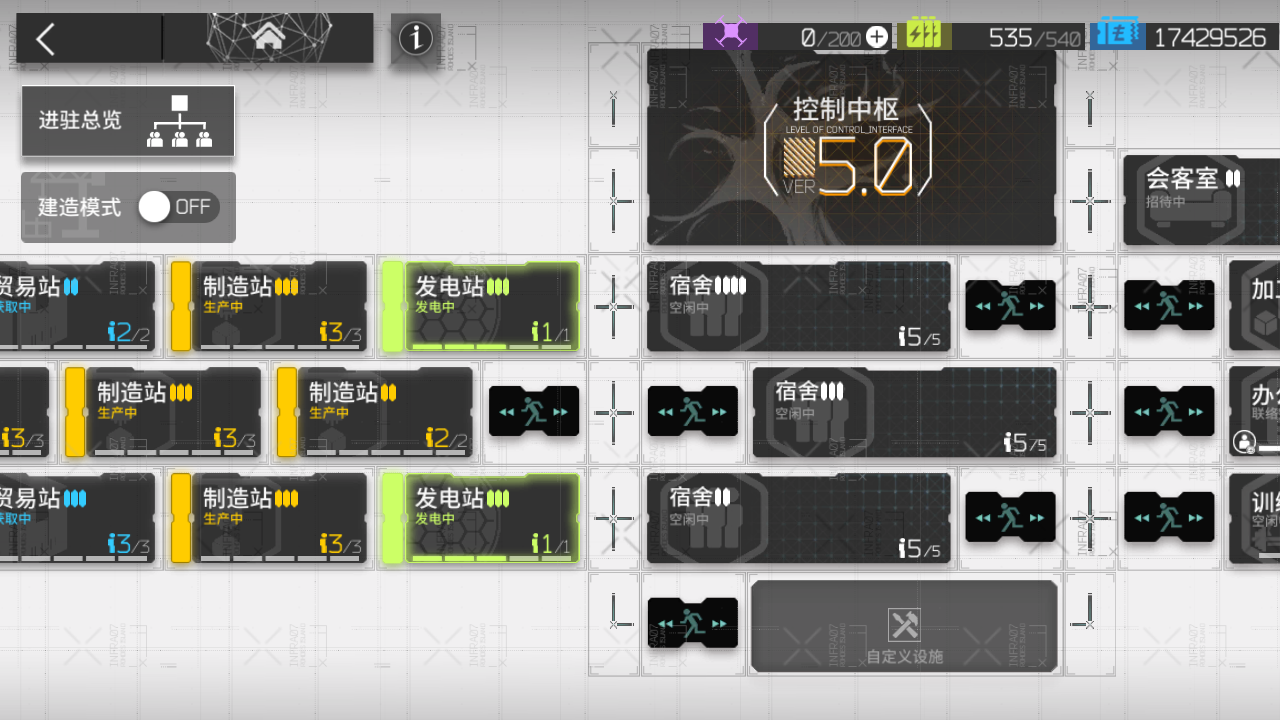 0/200
535/540
17429526
进驻总览
建造模式
OFF
控制中枢
LEVEL OF CONTROL_INTERFACE
VER 5.0
会客室
招待中
贸易站
获取中
2/2
制造站
生产中
3/3
发电站
发电中
1/1
宿舍
空闲中
5/5
3/3
制造站
生产中
3/3
制造站
生产中
2/2
宿舍
空闲中
5/5
贸易站
获取中
3/3
制造站
生产中
3/3
发电站
发电中
1/1
宿舍
空闲中
5/5
自定义设施